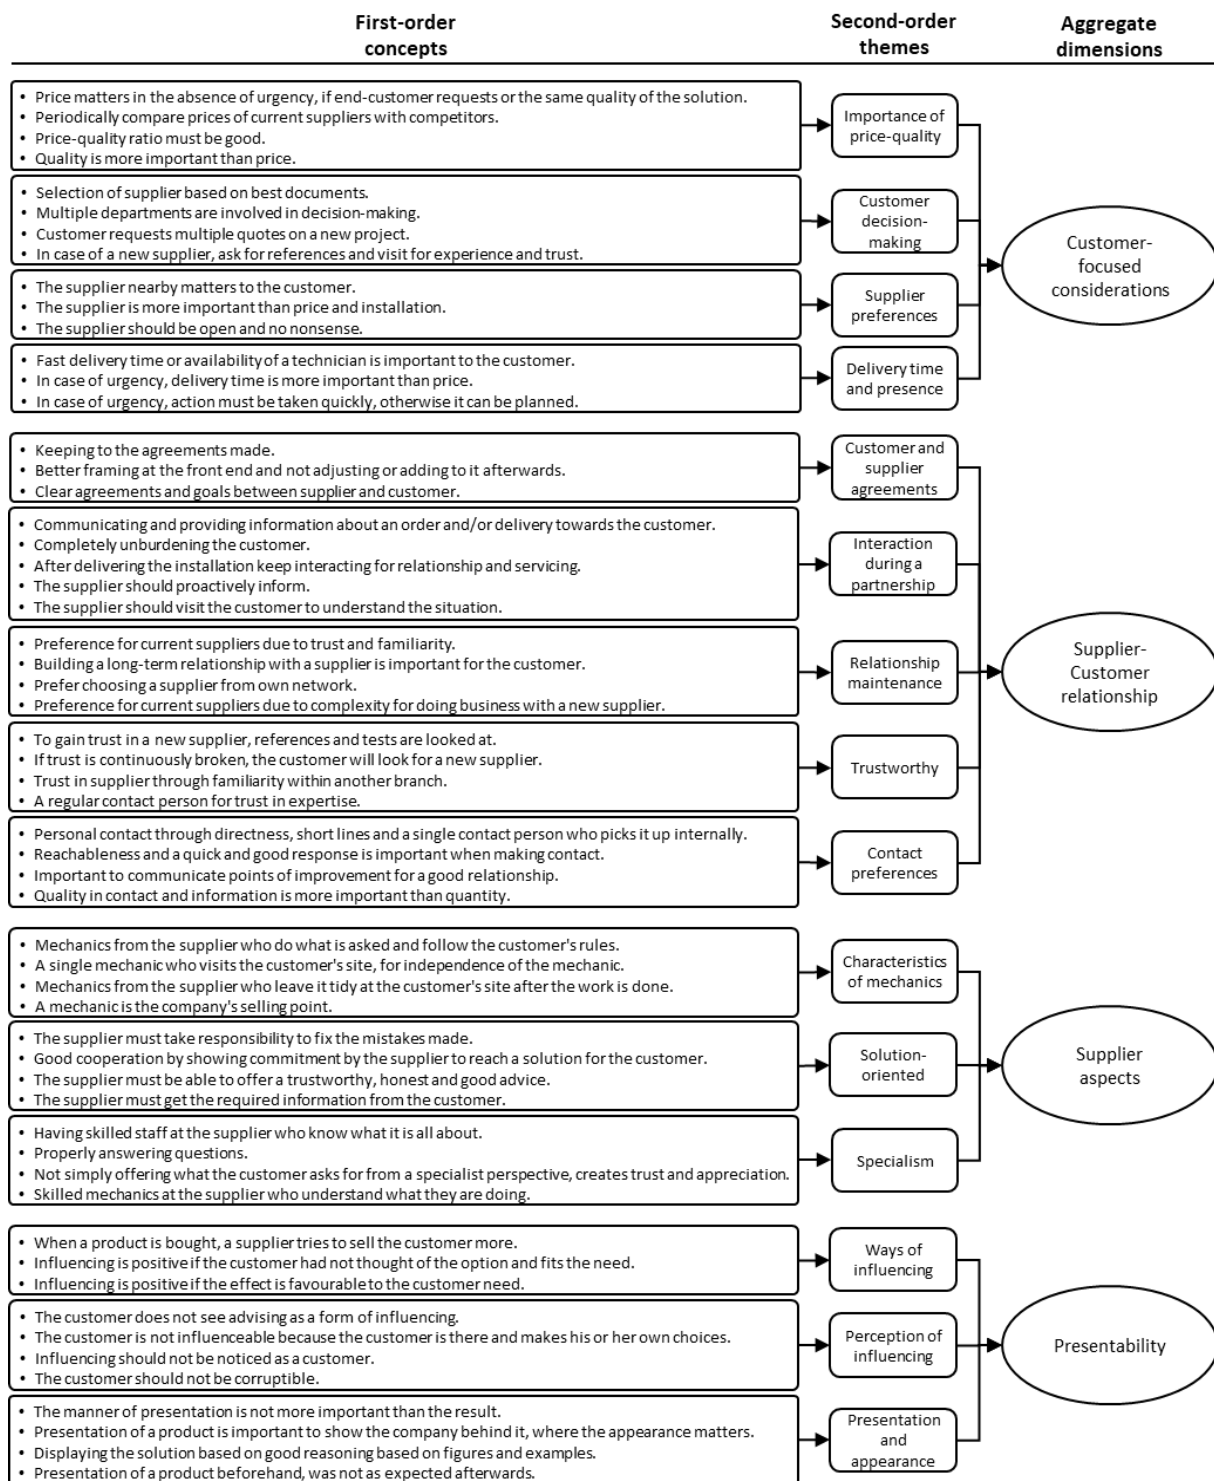 First-order
concepts
Second-order
themes
Aggregate
dimensions
• Price matters in the absence of urgency, if end-customer requests or the same quality of the solution.
• Periodically compare prices of current suppliers with competitors.
• Price-quality ratio must be good.
• Quality is more important than price.
Importance of
price-quality
• Selection of supplier based on best documents.
• Multiple departments are involved in decision-making.
• Customer requests multiple quotes on a new project.
• In case of a new supplier, ask for references and visit for experience and trust.
Customer
decision-
making
• The supplier nearby matters to the customer.
• The supplier is more important than price and installation.
• The supplier should be open and no nonsense.
Supplier
preferences
• Fast delivery time or availability of a technician is important to the customer.
• In case of urgency, delivery time is more important than price.
• In case of urgency, action must be taken quickly, otherwise it can be planned.
Delivery time
and presence
Customer-
focused
considerations
• Keeping to the agreements made.
• Better framing at the front end and not adjusting or adding to it afterwards.
• Clear agreements and goals between supplier and customer.
Customer and
supplier
agreements
• Communicating and providing information about an order and/or delivery towards the customer.
• Completely unburdening the customer.
• After delivering the installation keep interacting for relationship and servicing.
• The supplier should proactively inform.
• The supplier should visit the customer to understand the situation.
Interaction
during a
partnership
• Preference for current suppliers due to trust and familiarity.
• Building a long-term relationship with a supplier is important for the customer.
• Prefer choosing a supplier from own network.
• Preference for current suppliers due to complexity for doing business with a new supplier.
Relationship
maintenance
• To gain trust in a new supplier, references and tests are looked at.
• If trust is continuously broken, the customer will look for a new supplier.
• Trust in supplier through familiarity within another branch.
• A regular contact person for trust in expertise.
Trustworthy
• Personal contact through directness, short lines and a single contact person who picks it up internally.
• Reachableness and a quick and good response is important when making contact.
• Important to communicate points of improvement for a good relationship.
• Quality in contact and information is more important than quantity.
Contact
preferences
Supplier-
Customer
relationship
• Mechanics from the supplier who do what is asked and follow the customer's rules.
• A single mechanic who visits the customer's site, for independence of the mechanic.
• Mechanics from the supplier who leave it tidy at the customer's site after the work is done.
• A mechanic is the company's selling point.
Characteristics
of mechanics
• The supplier must take responsibility to fix the mistakes made.
• Good cooperation by showing commitment by the supplier to reach a solution for the customer.
• The supplier must be able to offer a trustworthy, honest and good advice.
• The supplier must get the required information from the customer.
Solution-
oriented
• Having skilled staff at the supplier who know what it is all about.
• Properly answering questions.
• Not simply offering what the customer asks for from a specialist perspective, creates trust and appreciation.
• Skilled mechanics at the supplier who understand what they are doing.
Specialism
Supplier
aspects
• When a product is bought, a supplier tries to sell the customer more.
• Influencing is positive if the customer had not thought of the option and fits the need.
• Influencing is positive if the effect is favourable to the customer need.
Ways of
influencing
• The customer does not see advising as a form of influencing.
• The customer is not influenceable because the customer is there and makes his or her own choices.
• Influencing should not be noticed as a customer.
• The customer should not be corruptible.
Perception of
influencing
• The manner of presentation is not more important than the result.
• Presentation of a product is important to show the company behind it, where the appearance matters.
• Displaying the solution based on good reasoning based on figures and examples.
• Presentation of a product beforehand, was not as expected afterwards.
Presentation
and
appearance
Presentability